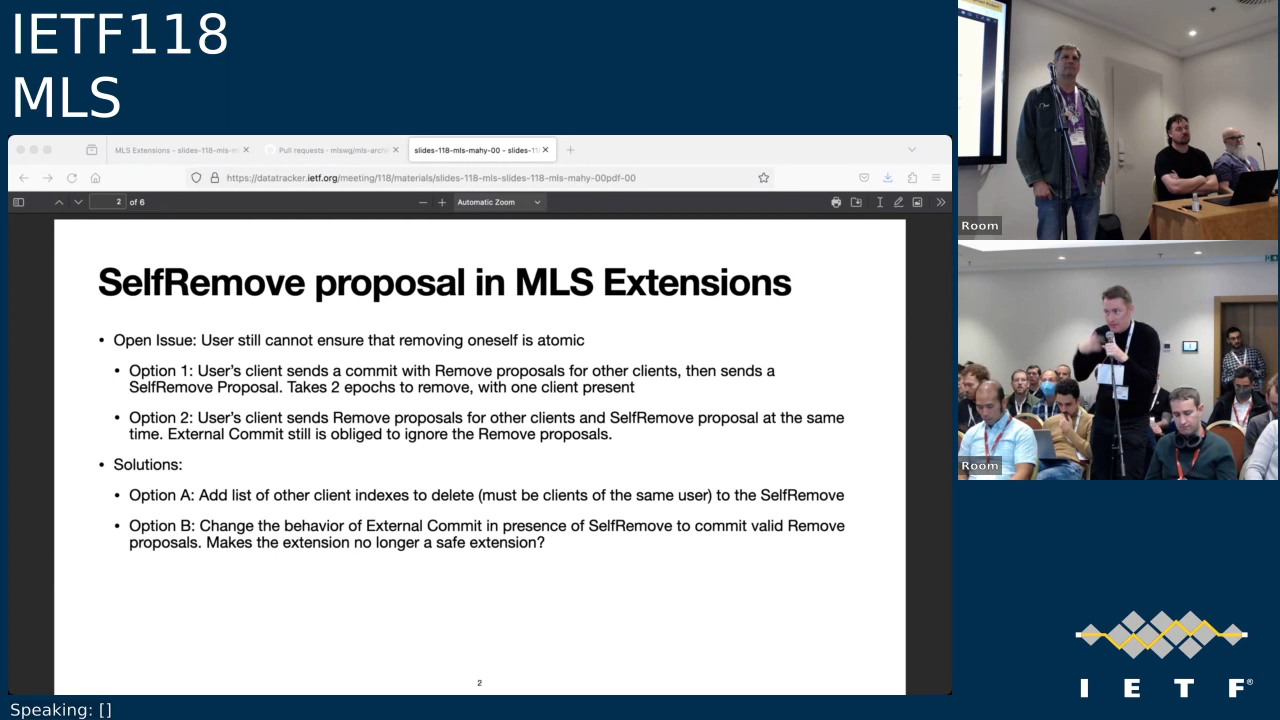 IETF118
MLS
MLS Extensions - slides-118-mls-m
Pull requests · mlswg/mls-archi
slides-118-mls-mahy-00 - slides-11
https://datatracker.ietf.org/meeting/118/materials/slides-118-mls-slides-118-mls-mahy-00pdf-00
2 of 6
Automatic Zoom
SelfRemove proposal in MLS Extensions
• Open Issue: User still cannot ensure that removing oneself is atomic
• Option 1: User’s client sends a commit with Remove proposals for other clients, then sends a
SelfRemove Proposal. Takes 2 epochs to remove, with one client present
• Option 2: User’s client sends Remove proposals for other clients and SelfRemove proposal at the same
time. External Commit still is obliged to ignore the Remove proposals.
• Solutions:
• Option A: Add list of other client indexes to delete (must be clients of the same user) to the SelfRemove
• Option B: Change the behavior of External Commit in presence of SelfRemove to commit valid Remove
proposals. Makes the extension no longer a safe extension?
2
Speaking: []
Room
Room
I E T F®